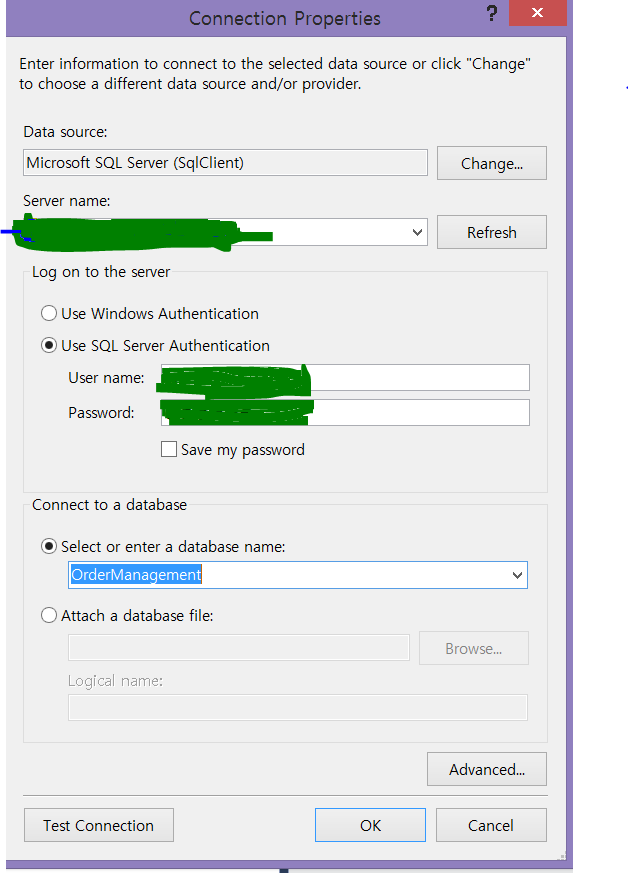 Connection Properties
?
Enter information to connect to the selected data source or click "Change"
to choose a different data source and/or provider.
Data source:
Microsoft SQL Server (SqlClient)
Change...
Server name:
Refresh
Log on to the server
Use Windows Authentication
Use SQL Server Authentication
User name:
Password:
Save my password
Connect to a database
Select or enter a database name:
OrderManagement
Attach a database file:
Browse...
Logical name:
Advanced...
Test Connection
OK
Cancel